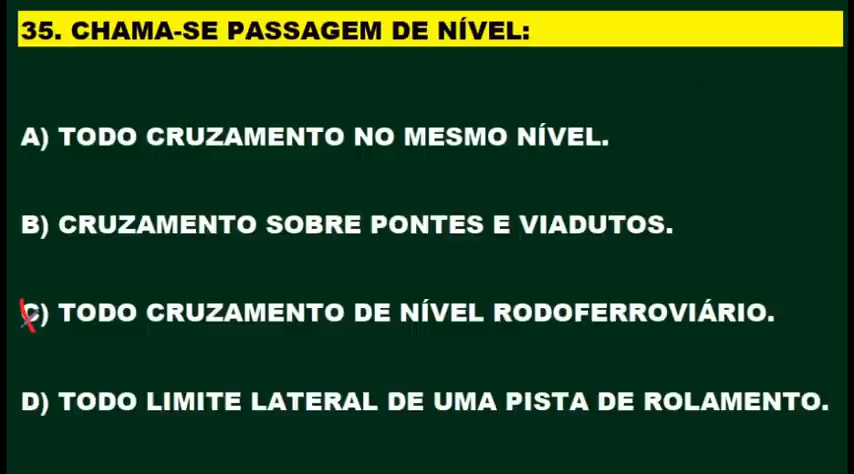 35. CHAMA-SE PASSAGEM DE NÍVEL:
A) TODO CRUZAMENTO NO MESMO NÍVEL.
B) CRUZAMENTO SOBRE PONTES E VIADUTOS.
C) TODO CRUZAMENTO DE NÍVEL RODOFERROVIÁRIO.
D) TODO LIMITE LATERAL DE UMA PISTA DE ROLAMENTO.